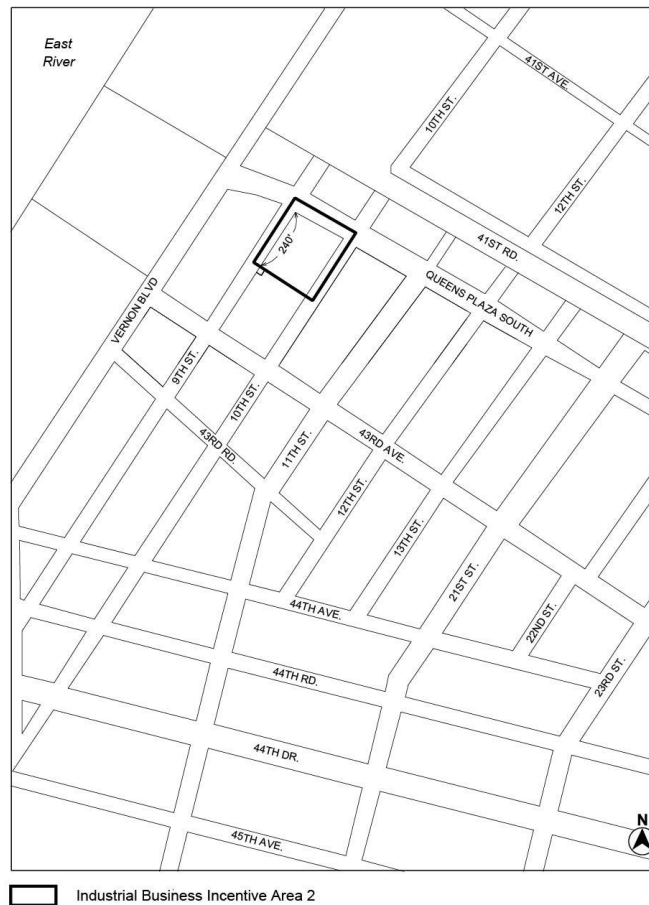 East
River
41ST AVE.
10TH ST.
12TH ST.
41ST RD.
240'
QUEENS PLAZA SOUTH
VERNON BLVD
9TH ST.
10TH ST.
43RD RD.
11TH ST.
43RD AVE.
12TH ST.
13TH ST.
21ST ST.
22ND ST.
23RD ST.
44TH AVE.
44TH RD.
44TH DR.
45TH AVE.
N
Industrial Business Incentive Area 2